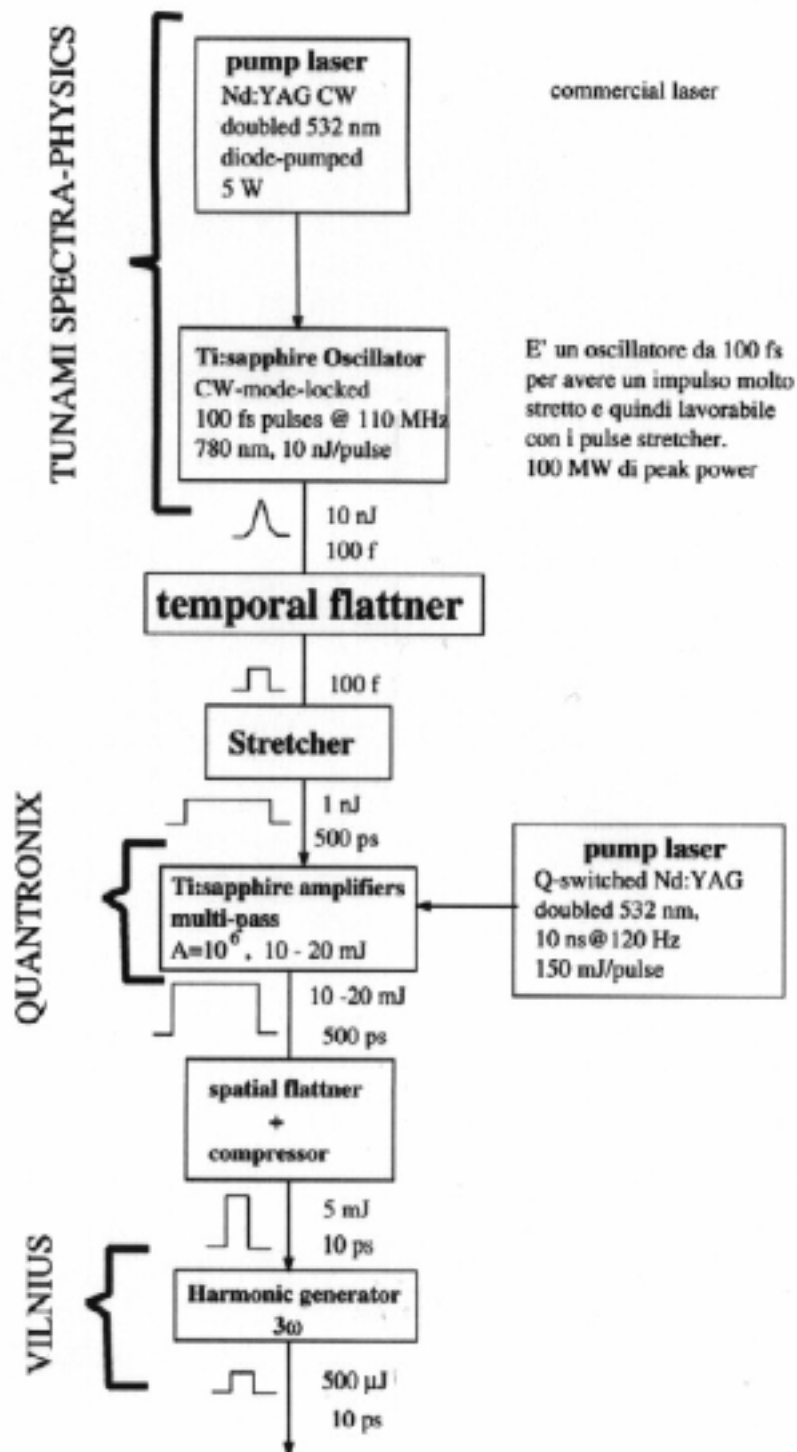 TUNAMI SPECTRA-PHYSICS
pump laser
Nd:YAG CW
doubled 532 nm
diode-pumped
5 W
commercial laser
Ti:sapphire Oscillator
CW-mode-locked
100 fs pulses @ 110 MHz
780 nm, 10 nJ/pulse
E' un oscillatore da 100 fs
per avere un impulso molto
stretto e quindi lavorabile
con i pulse stretcher.
100 MW di peak power
10 nJ
100 f
temporal flattner
100 f
Stretcher
1 nJ
500 ps
QUANTRONIX
Ti:sapphire amplifiers
multi-pass
A=10^6, 10 - 20 mJ
pump laser
Q-switched Nd:YAG
doubled 532 nm,
10 ns@120 Hz
150 mJ/pulse
10 -20 mJ
500 ps
spatial flattner
+
compressor
5 mJ
10 ps
VILNIUS
Harmonic generator
3ω
500 μJ
10 ps